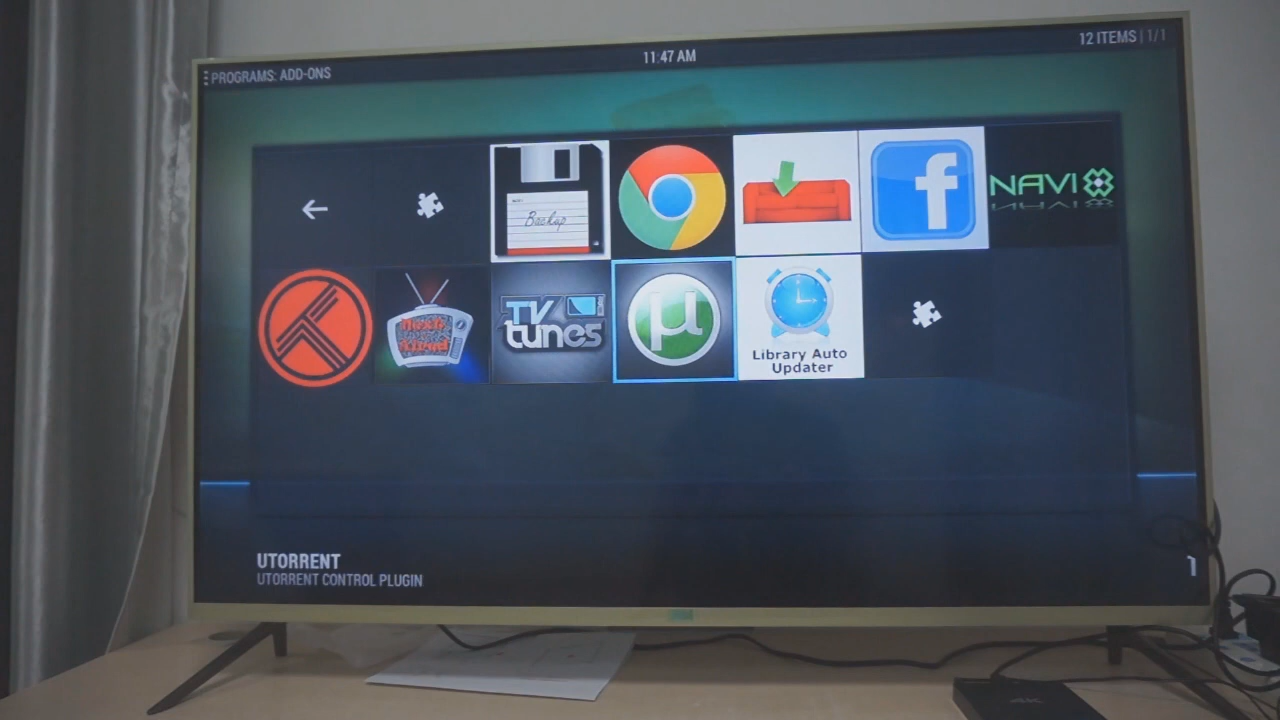 PROGRAMS: ADD-ONS
11:47 AM
12 ITEMS | 1/1
Backup
f
NAVI X
TV
tunes
µ
Library Auto
Updater
UTORRENT
UTORRENT CONTROL PLUGIN
1
4K